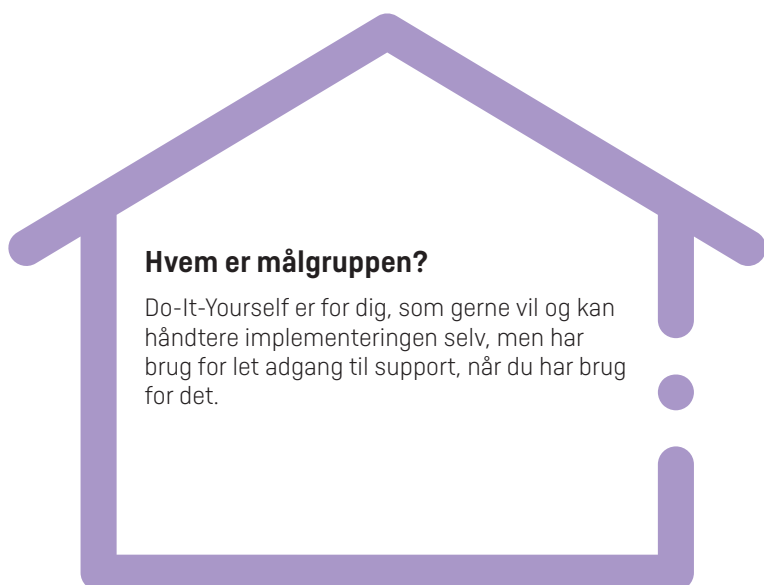 Hvem er målgruppen?
Do-It-Yourself er for dig, som gerne vil og kan
håndtere implementeringen selv, men har
brug for let adgang til support, når du har brug
for det.